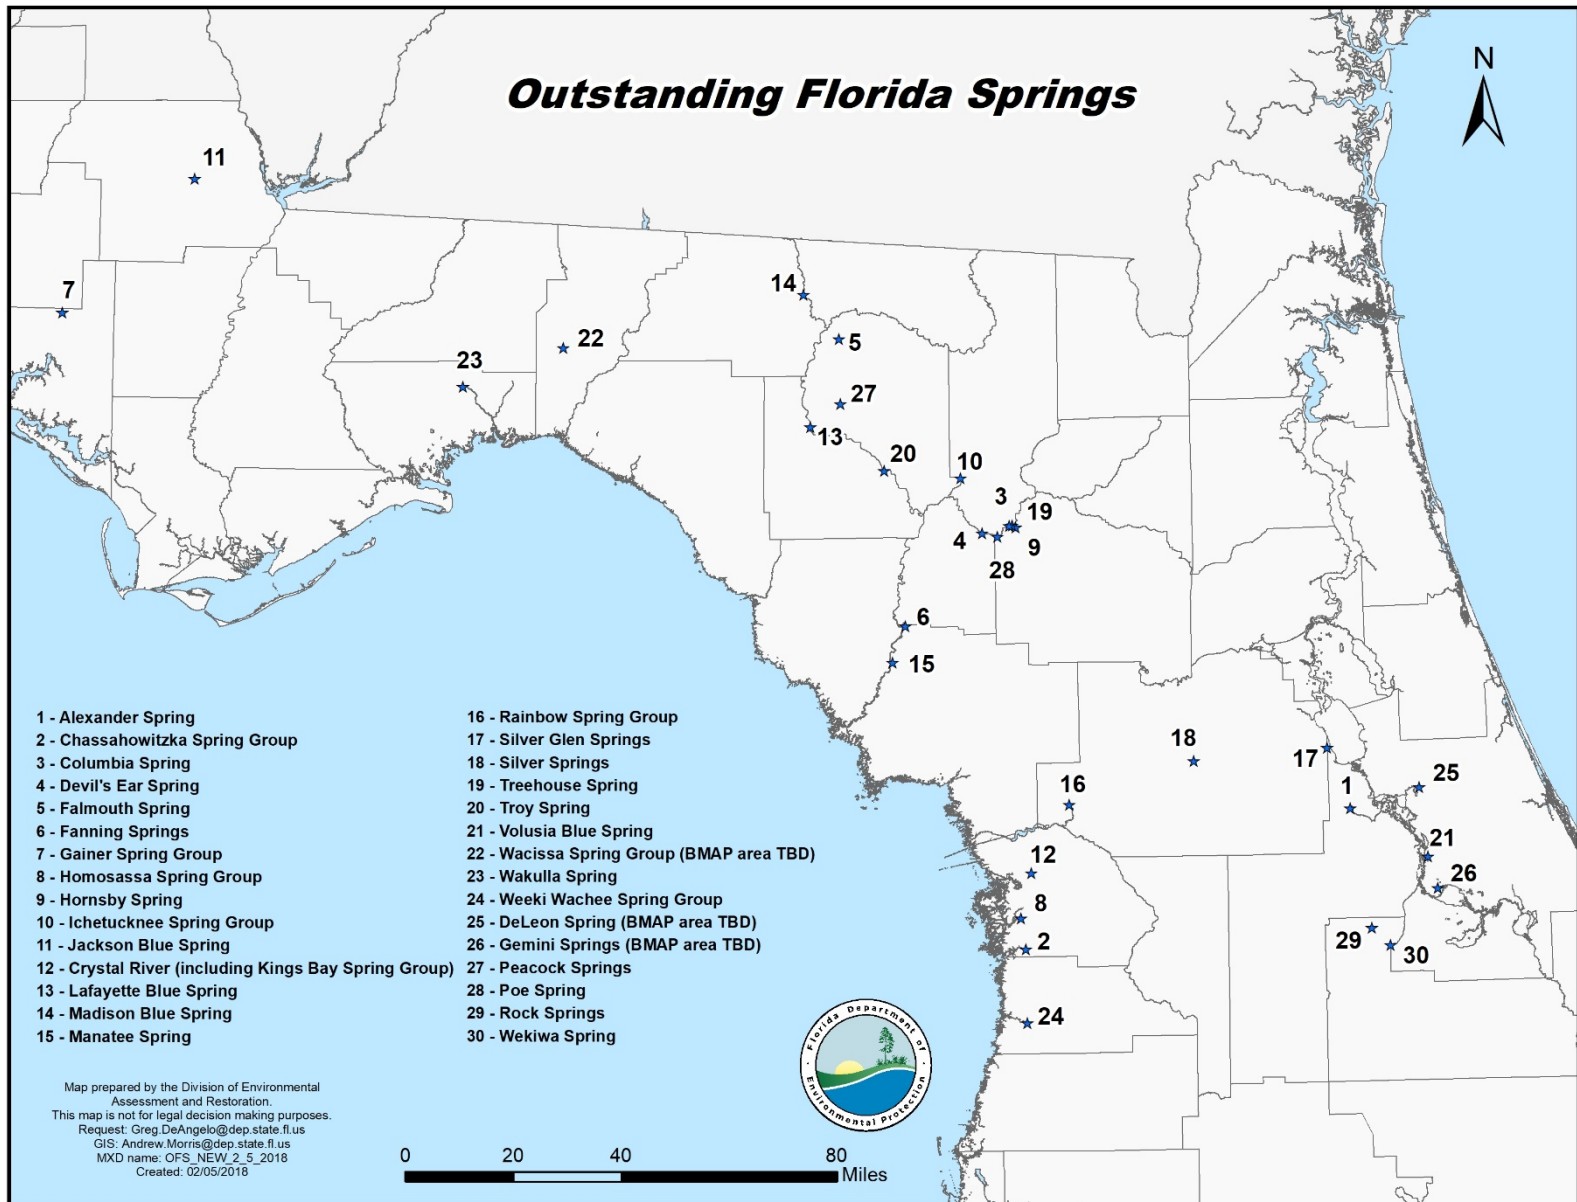 Outstanding Florida Springs
N
11
7
14
5
22
23
27
13
20
10
3
19
4
9
28
6
15
18
17
16
1
25
21
12
26
8
29
2
30
24
1 - Alexander Spring
2 - Chassahowitzka Spring Group
3 - Columbia Spring
4 - Devil's Ear Spring
5 - Falmouth Spring
6 - Fanning Springs
7 - Gainer Spring Group
8 - Homosassa Spring Group
9 - Hornsby Spring
10 - Ichetucknee Spring Group
11 - Jackson Blue Spring
12 - Crystal River (including Kings Bay Spring Group)
13 - Lafayette Blue Spring
14 - Madison Blue Spring
15 - Manatee Spring
16 - Rainbow Spring Group
17 - Silver Glen Springs
18 - Silver Springs
19 - Treehouse Spring
20 - Troy Spring
21 - Volusia Blue Spring
22 - Wacissa Spring Group (BMAP area TBD)
23 - Wakulla Spring
24 - Weeki Wachee Spring Group
25 - DeLeon Spring (BMAP area TBD)
26 - Gemini Springs (BMAP area TBD)
27 - Peacock Springs
28 - Poe Spring
29 - Rock Springs
30 - Wekiwa Spring
Map prepared by the Division of Environmental
Assessment and Restoration.
This map is not for legal decision making purposes.
Request: Greg.DeAngelo@dep.state.fl.us
GIS: Andrew.Morris@dep.state.fl.us
MXD name: OFS_NEW_2_5_2018
Created: 02/05/2018
Florida Department of
Environmental Protection
0 20 40 80
Miles